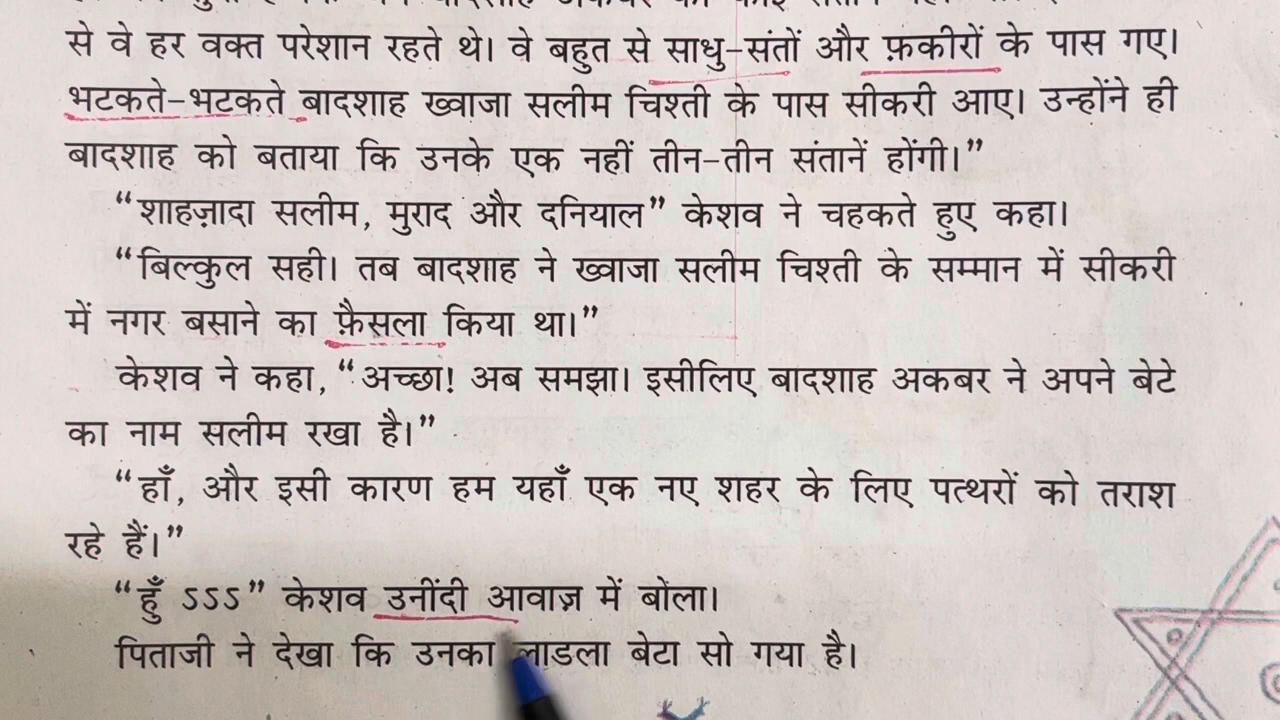 से वे हर वक्त परेशान रहते थे। वे बहुत से साधु-संतों और फ़कीरों के पास गए।
भटकते-भटकते बादशाह ख्वाजा सलीम चिश्ती के पास सीकरी आए। उन्होंने ही
बादशाह को बताया कि उनके एक नहीं तीन-तीन संतानें होंगी।”
“शाहज़ादा सलीम, मुराद और दनियाल” केशव ने चहकते हुए कहा।
“बिल्कुल सही। तब बादशाह ने ख्वाजा सलीम चिश्ती के सम्मान में सीकरी
में नगर बसाने का फ़ैसला किया था।”
केशव ने कहा, “अच्छा! अब समझा। इसीलिए बादशाह अकबर ने अपने बेटे
का नाम सलीम रखा है।”
“हाँ, और इसी कारण हम यहाँ एक नए शहर के लिए पत्थरों को तराश
रहे हैं।”
“हुँ ऽऽऽ” केशव उनींदी आवाज़ में बोला।
पिताजी ने देखा कि उनका लाडला बेटा सो गया है।